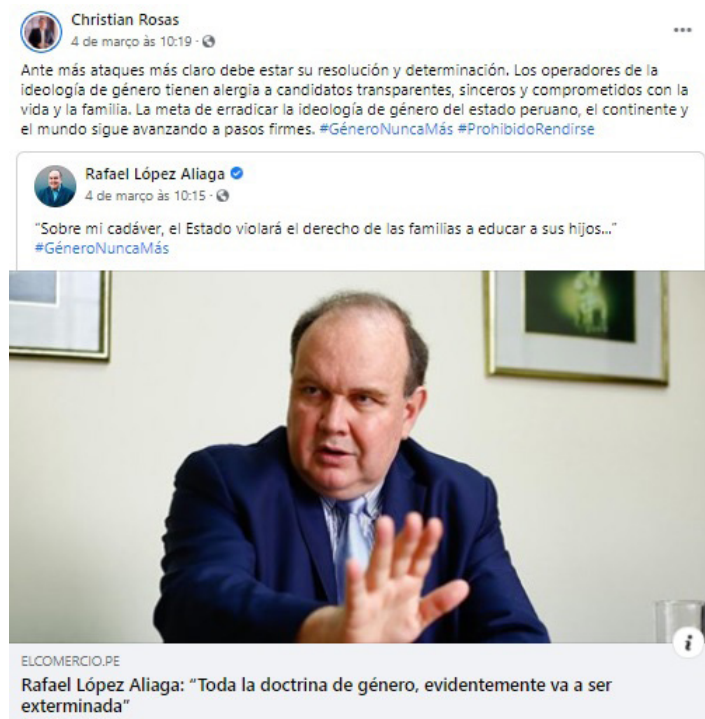 Christian Rosas
4 de março às 10:19 ·
Ante más ataques más claro debe estar su resolución y determinación. Los operadores de la
ideología de género tienen alergia a candidatos transparentes, sinceros y comprometidos con la
vida y la familia. La meta de erradicar la ideología de género del estado peruano, el continente y
el mundo sigue avanzando a pasos firmes. #GéneroNuncaMás #ProhibidoRendirse
Rafael López Aliaga
4 de março às 10:15 ·
“Sobre mi cadáver, el Estado violará el derecho de las familias a educar a sus hijos...”
#GéneroNuncaMás
ELCOMERCIO.PE
Rafael López Aliaga: “Toda la doctrina de género, evidentemente va a ser
exterminada”